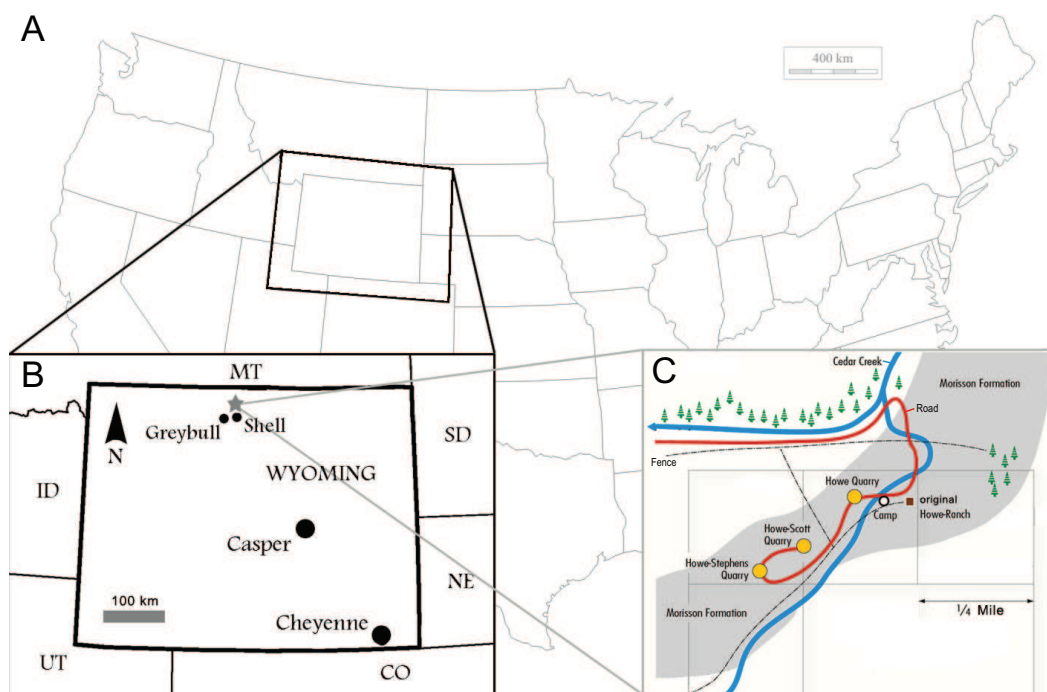 A
400 km
B
MT
Greybull
Shell
N
SD
WYOMING
ID
Casper
NE
100 km
Cheyenne
UT
CO
C
Cedar Creek
Morisson Formation
Road
Fence
Howe Quarry
original
Howe-Ranch
Camp
Howe-Scott
Quarry
Howe-Stephens
Quarry
Morisson Formation
1/4 Mile